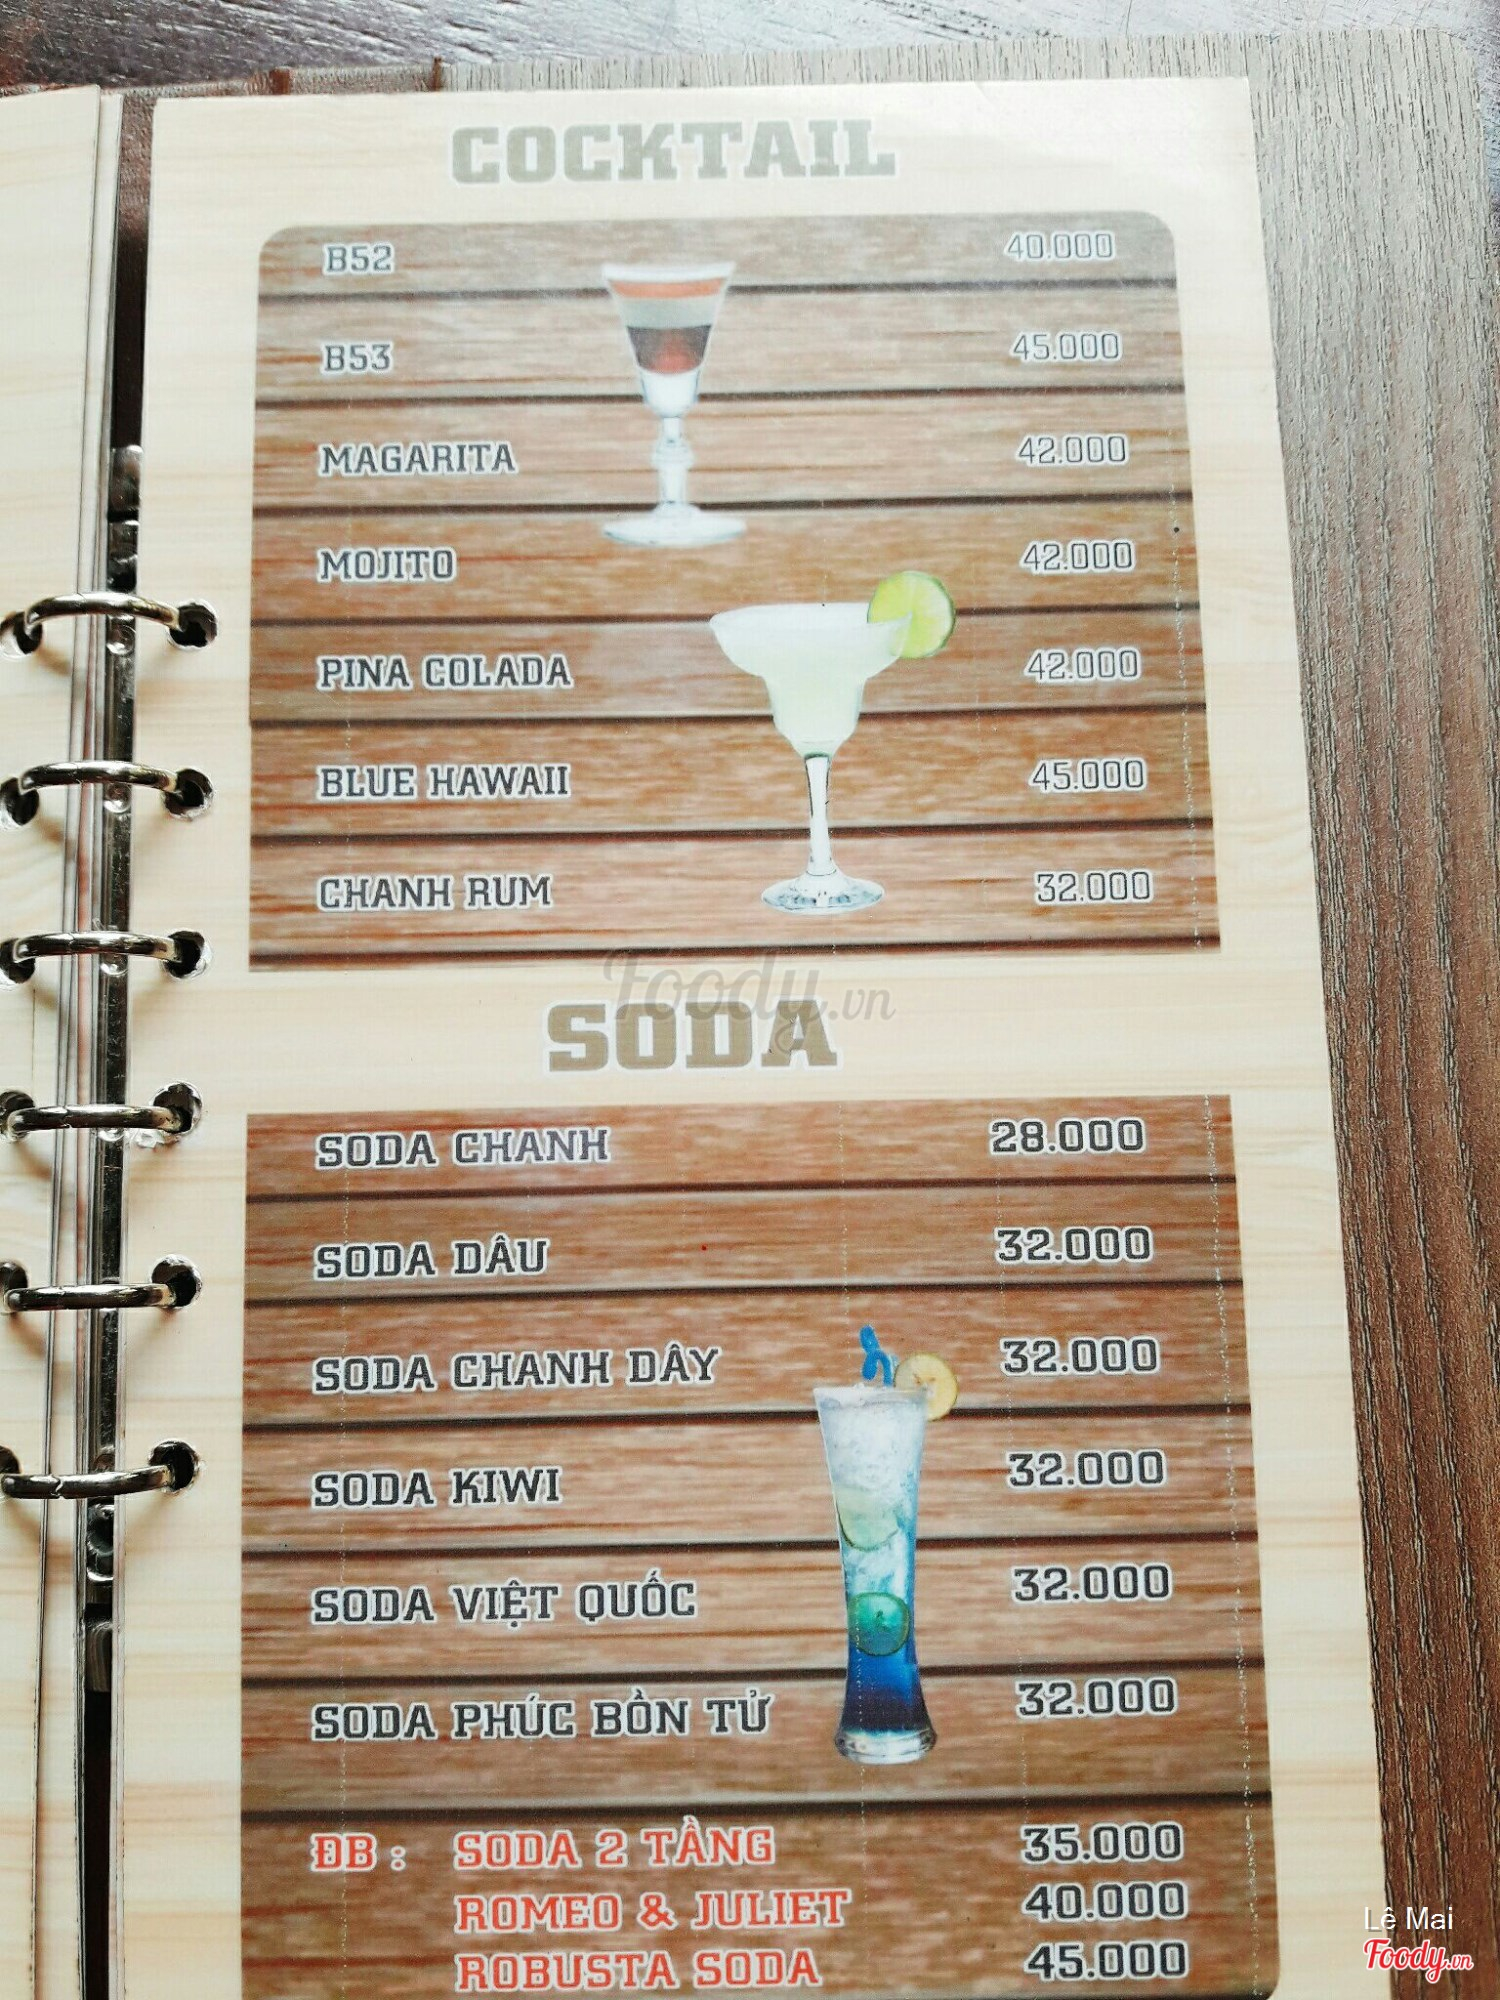 COCKTAIL
B52 40.000
B53 45.000
MAGARITA 42.000
MOJITO 42.000
PINA COLADA 42.000
BLUE HAWAII 45.000
CHANH RUM 32.000
Foody.vn
SODA
SODA CHANH 28.000
SODA DÂU 32.000
SODA CHANH DÂY 32.000
SODA KIWI 32.000
SODA VIỆT QUỐC 32.000
SODA PHÚC BỒN TỬ 32.000
ĐB : SODA 2 TẦNG 35.000
ROMEO & JULIET 40.000
ROBUSTA SODA 45.000
Lê Mai
Foody.vn